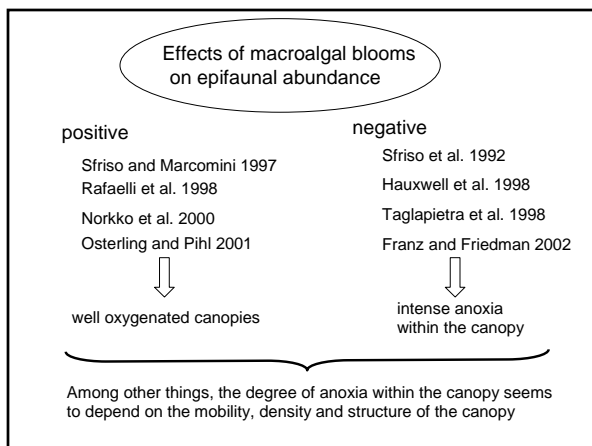 Effects of macroalgal blooms
on epifaunal abundance
positive
Sfriso and Marcomini 1997
Rafaelli et al. 1998
Norkko et al. 2000
Osterling and Pihl 2001
well oxygenated canopies
negative
Sfriso et al. 1992
Hauxwell et al. 1998
Taglapietra et al. 1998
Franz and Friedman 2002
intense anoxia
within the canopy
Among other things, the degree of anoxia within the canopy seems
to depend on the mobility, density and structure of the canopy